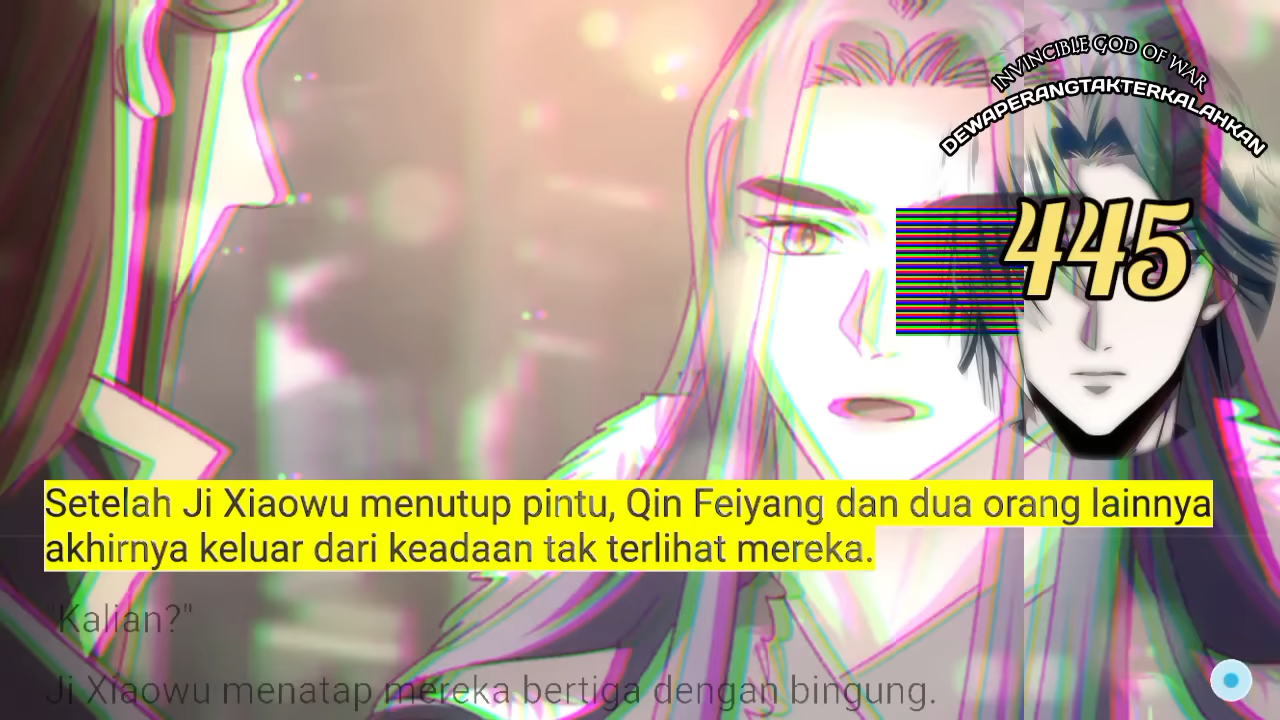 INVINCIBLE GOD OF WAR
DEWAPERANGTAKTERKALAHKAN
445
Setelah Ji Xiaowu menutup pintu, Qin Feiyang dan dua orang lainnya
akhirnya keluar dari keadaan tak terlihat mereka.
"Kalian?"
Ji Xiaowu menatap mereka bertiga dengan bingung.